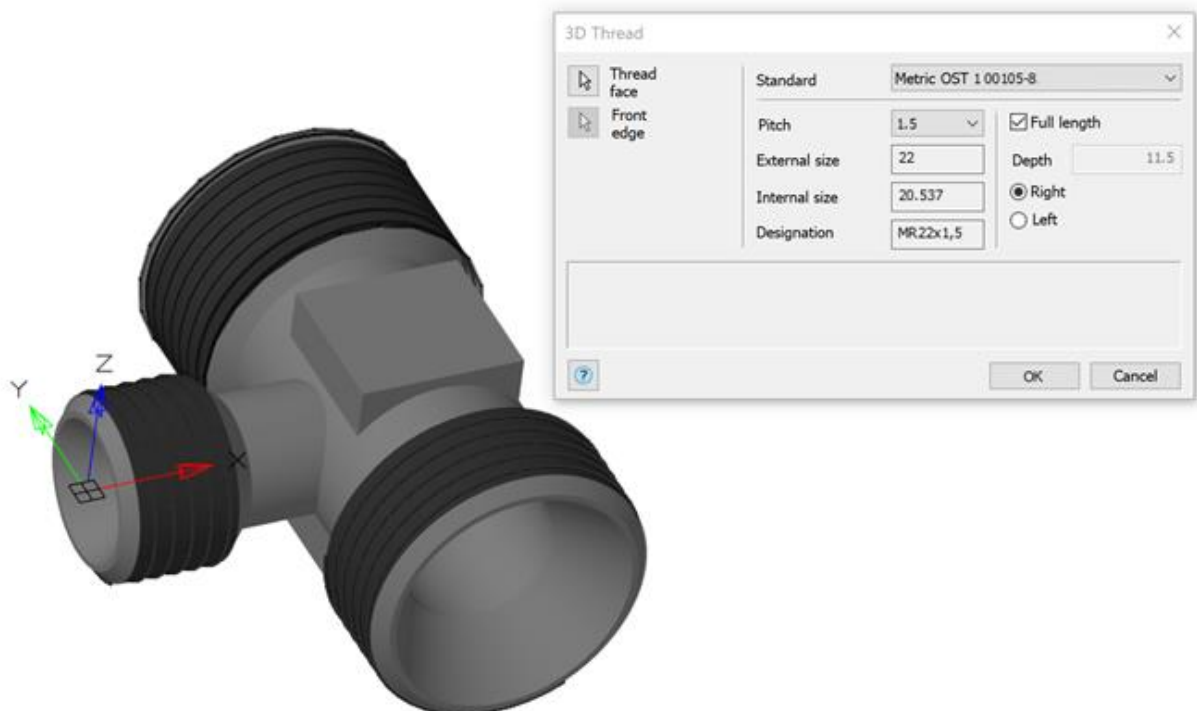 3D Thread
Thread
face
Front
edge
Standard
Metric OST 1 00105-8
Pitch
1.5
Full length
External size
22
Depth
11.5
Internal size
20.537
Right
Left
Designation
MR22x1,5
?
OK
Cancel
Z
Y
X